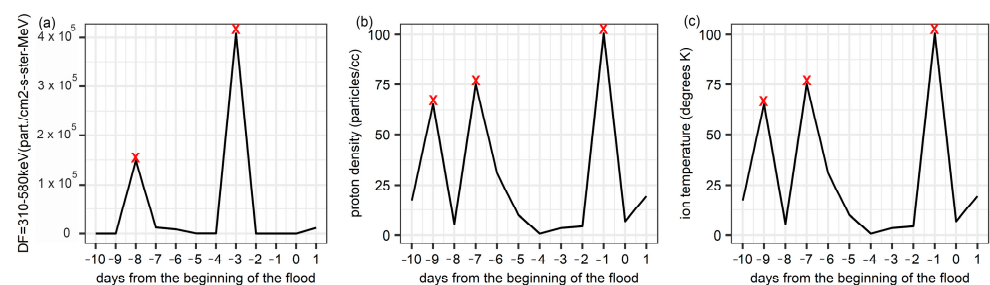 (a)
DF=310-580keV(part./cm2-s-ster-MeV)
4 x 10^5
3 x 10^5
2 x 10^5
1 x 10^5
0
-10 -9 -8 -7 -6 -5 -4 -3 -2 -1 0 1
days from the beginning of the flood
(b)
proton density (particles/cc)
100
75
50
25
0
-10 -9 -8 -7 -6 -5 -4 -3 -2 -1 0 1
days from the beginning of the flood
(c)
ion temperature (degrees K)
100
75
50
25
0
-10 -9 -8 -7 -6 -5 -4 -3 -2 -1 0 1
days from the beginning of the flood